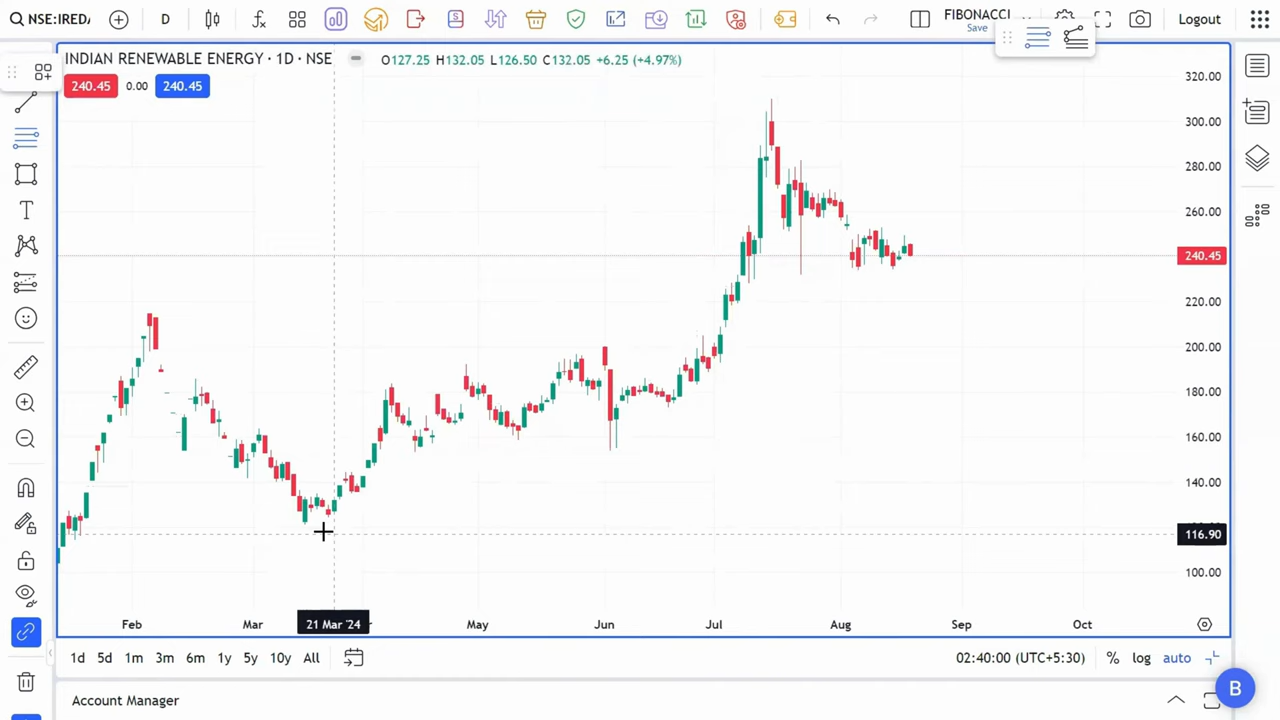 NSE:IRED
D
FIBONACCI
Save
Logout
INDIAN RENEWABLE ENERGY · 1D · NSE
O127.25 H132.05 L126.50 C132.05 +6.25 (+4.97%)
240.45 0.00 240.45
320.00
300.00
280.00
260.00
240.45
220.00
200.00
180.00
160.00
140.00
116.90
100.00
Feb Mar 21 Mar '24 May Jun Jul Aug Sep Oct
1d 5d 1m 3m 6m 1y 5y 10y All
02:40:00 (UTC+5:30) % log auto
B
Account Manager